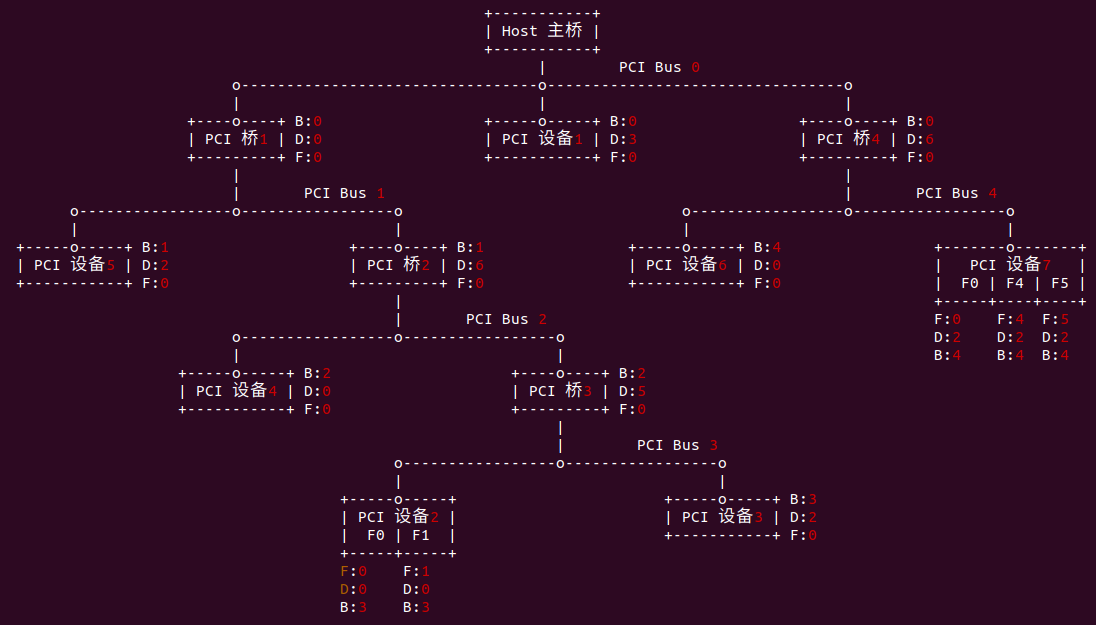 Host 主桥
PCI Bus 0
B:0 B:0 B:0
PCI 桥1 D:0 PCI 设备1 D:3 PCI 桥4 D:6
F:0 F:0 F:0
PCI Bus 1 PCI Bus 4
B:1 B:1 B:4
PCI 设备5 D:2 PCI 桥2 D:6 PCI 设备6 D:0 PCI 设备7
F:0 F:0 F:0 F0 | F4 | F5
PCI Bus 2 F:0 F:4 F:5
D:2 D:2 D:2
B:4 B:4 B:4
B:2 B:2
PCI 设备4 D:0 PCI 桥3 D:5
F:0 F:0
PCI Bus 3
B:3
PCI 设备2 PCI 设备3 D:2
F0 | F1 F:0
F:0 F:1
D:0 D:0
B:3 B:3